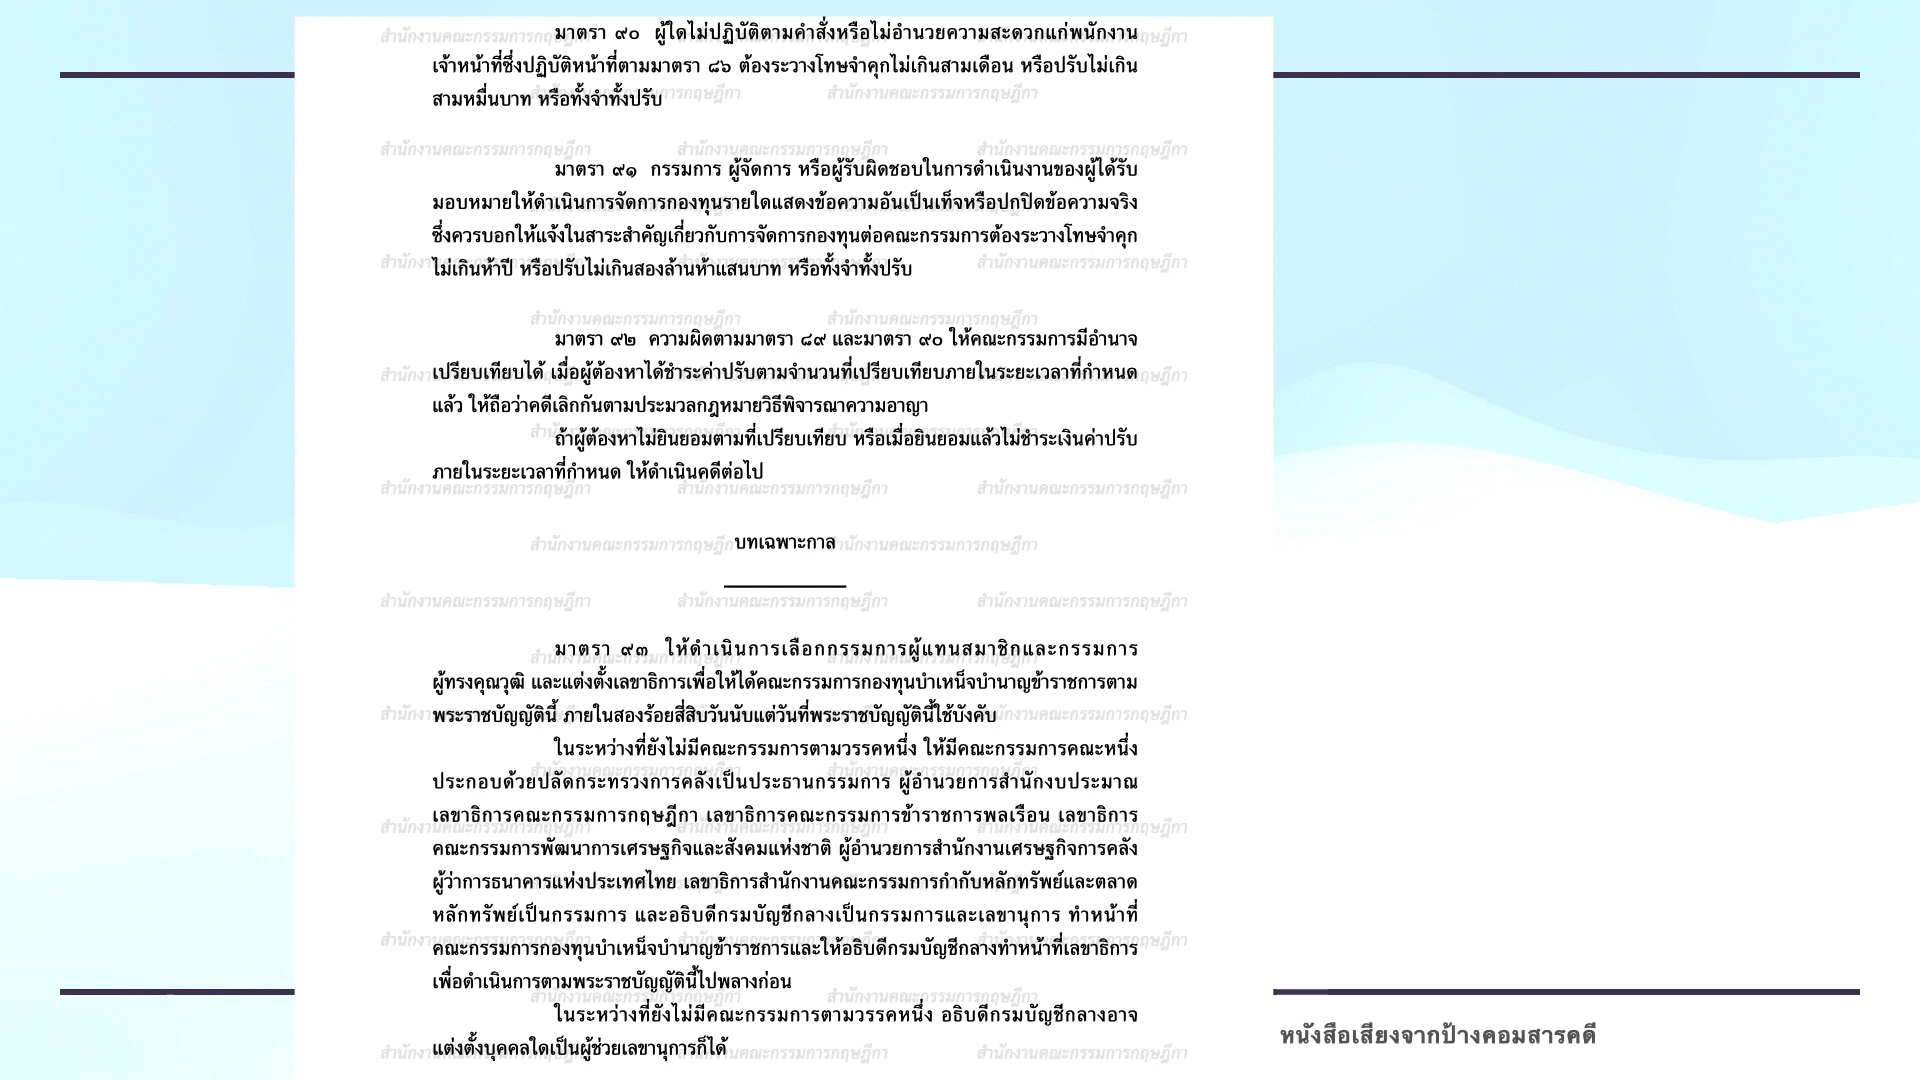 มาตรา ๙๐ ผู้ใดไม่ปฏิบัติตามคำสั่งหรือไม่อำนวยความสะดวกแก่พนักงาน
เจ้าหน้าที่ซึ่งปฏิบัติหน้าที่ตามมาตรา ๘๖ ต้องระวางโทษจำคุกไม่เกินสามเดือน หรือปรับไม่เกิน
สามหมื่นบาท หรือทั้งจำทั้งปรับ
มาตรา ๙๑ กรรมการ ผู้จัดการ หรือผู้รับผิดชอบในการดำเนินงานของผู้ได้รับ
มอบหมายให้ดำเนินการจัดการกองทุนรายใดแสดงข้อความอันเป็นเท็จหรือปกปิดข้อความจริง
ซึ่งควรบอกให้แจ้งในสาระสำคัญเกี่ยวกับการจัดการกองทุนต่อคณะกรรมการต้องระวางโทษจำคุก
ไม่เกินห้าปี หรือปรับไม่เกินสองล้านห้าแสนบาท หรือทั้งจำทั้งปรับ
มาตรา ๙๒ ความผิดตามมาตรา ๘๙ และมาตรา ๙๐ ให้คณะกรรมการมีอำนาจ
เปรียบเทียบได้ เมื่อผู้ต้องหาได้ชำระค่าปรับตามจำนวนที่เปรียบเทียบภายในระยะเวลาที่กำหนด
แล้ว ให้ถือว่าคดีเลิกกันตามประมวลกฎหมายวิธีพิจารณาความอาญา
ถ้าผู้ต้องหาไม่ยินยอมตามที่เปรียบเทียบ หรือเมื่อยินยอมแล้วไม่ชำระเงินค่าปรับ
ภายในระยะเวลาที่กำหนด ให้ดำเนินคดีต่อไป
บทเฉพาะกาล
มาตรา ๙๓ ให้ดำเนินการเลือกกรรมการผู้แทนสมาชิกและกรรมการ
ผู้ทรงคุณวุฒิ และแต่งตั้งเลขาธิการเพื่อให้ได้คณะกรรมการกองทุนบำเหน็จบำนาญข้าราชการตาม
พระราชบัญญัตินี้ ภายในสองร้อยสี่สิบวันนับแต่วันที่พระราชบัญญัตินี้ใช้บังคับ
ในระหว่างที่ยังไม่มีคณะกรรมการตามวรรคหนึ่ง ให้มีคณะกรรมการคณะหนึ่ง
ประกอบด้วยปลัดกระทรวงการคลังเป็นประธานกรรมการ ผู้อำนวยการสำนักงบประมาณ
เลขาธิการคณะกรรมการกฤษฎีกา เลขาธิการคณะกรรมการข้าราชการพลเรือน เลขาธิการ
คณะกรรมการพัฒนาการเศรษฐกิจและสังคมแห่งชาติ ผู้อำนวยการสำนักงานเศรษฐกิจการคลัง
ผู้ว่าการธนาคารแห่งประเทศไทย เลขาธิการสำนักงานคณะกรรมการกำกับหลักทรัพย์และตลาด
หลักทรัพย์เป็นกรรมการ และอธิบดีกรมบัญชีกลางเป็นกรรมการและเลขานุการ ทำหน้าที่
คณะกรรมการกองทุนบำเหน็จบำนาญข้าราชการและให้อธิบดีกรมบัญชีกลางทำหน้าที่เลขาธิการ
เพื่อดำเนินการตามพระราชบัญญัตินี้ไปพลางก่อน
ในระหว่างที่ยังไม่มีคณะกรรมการตามวรรคหนึ่ง อธิบดีกรมบัญชีกลางอาจ
แต่งตั้งบุคคลใดเป็นผู้ช่วยเลขานุการก็ได้
หนังสือเสียงจากป้างคอมสารคดี